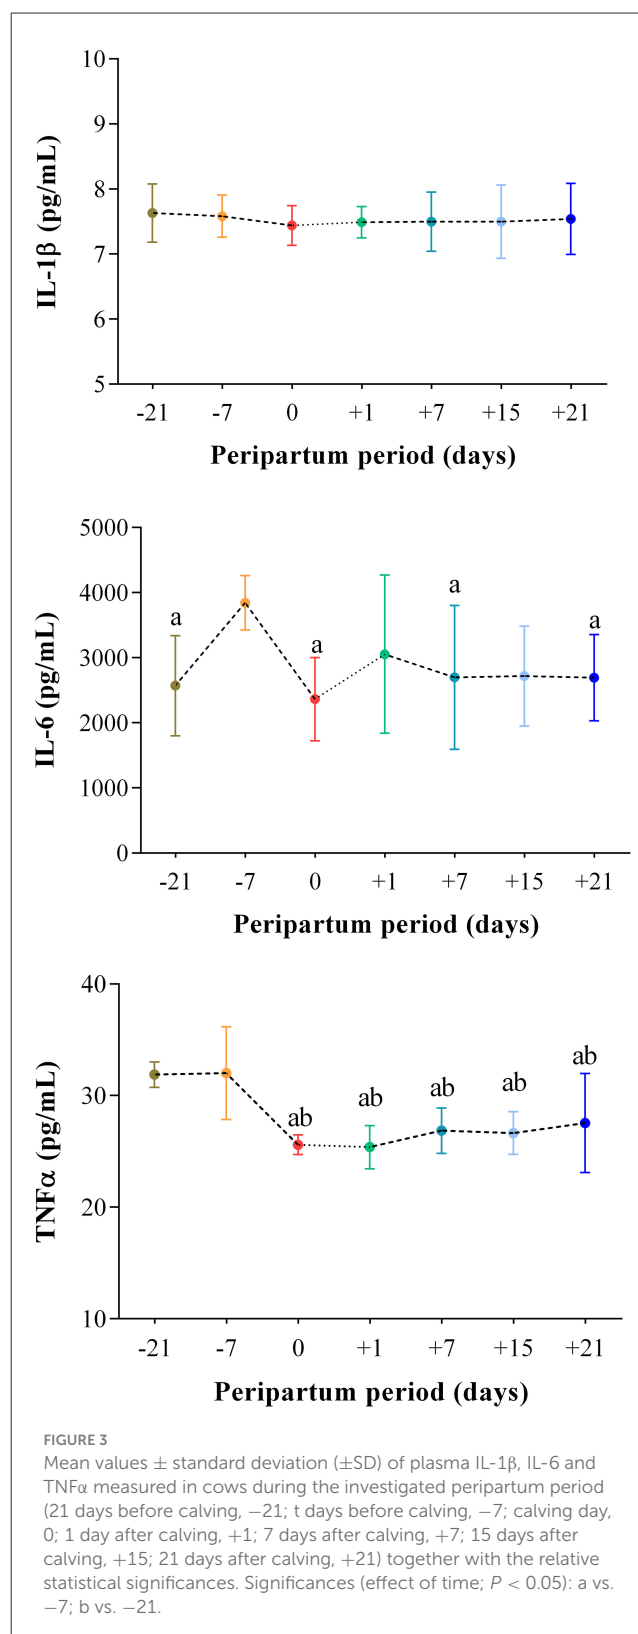 10
9
8
7
6
5
IL-1β (pg/mL)
-21 -7 0 +1 +7 +15 +21
Peripartum period (days)
5000
4000
3000
2000
1000
0
IL-6 (pg/mL)
a a a a
-21 -7 0 +1 +7 +15 +21
Peripartum period (days)
40
30
20
10
TNFα (pg/mL)
ab ab ab ab ab
-21 -7 0 +1 +7 +15 +21
Peripartum period (days)
FIGURE 3
Mean values ± standard deviation (±SD) of plasma IL-1β, IL-6 and
TNFα measured in cows during the investigated peripartum period
(21 days before calving, −21; t days before calving, −7; calving day,
0; 1 day after calving, +1; 7 days after calving, +7; 15 days after
calving, +15; 21 days after calving, +21) together with the relative
statistical significances. Significances (effect of time; P < 0.05): a vs.
−7; b vs. −21.